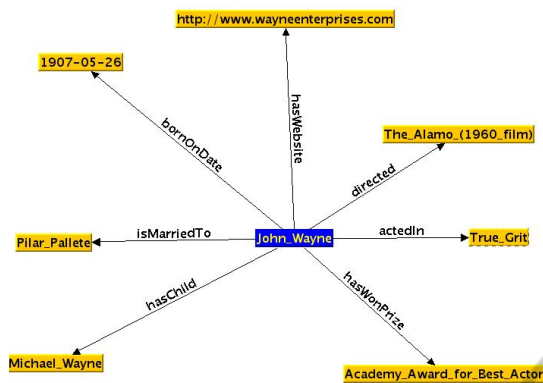 http://www.wayneenterprises.com
1907-05-26
hasWebsite
The_Alamo_(1960_film)
bornOnDate
directed
Pilar_Pallete
isMarriedTo
John_Wayne
actedIn
True_Grit
hasChild
hasWonPrize
Michael_Wayne
Academy_Award_for_Best_Actor